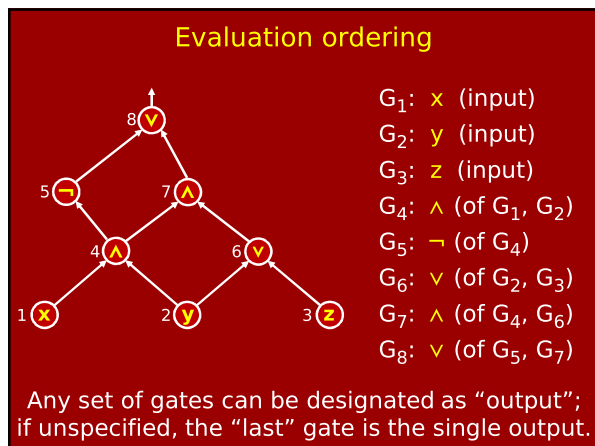 Evaluation ordering
8 ∨
5 ¬
7 ∧
4 ∧
6 ∨
1 x
2 y
3 z
G₁: x (input)
G₂: y (input)
G₃: z (input)
G₄: ∧ (of G₁, G₂)
G₅: ¬ (of G₄)
G₆: ∨ (of G₂, G₃)
G₇: ∧ (of G₄, G₆)
G₈: ∨ (of G₅, G₇)
Any set of gates can be designated as “output”;
if unspecified, the “last” gate is the single output.